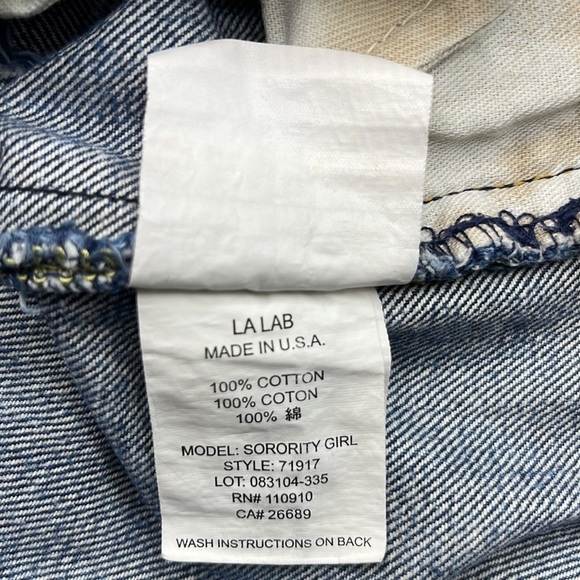 LA LAB
MADE IN U.S.A.
100% COTTON
100% COTON
100% 綿
MODEL: SORORITY GIRL
STYLE: 71917
LOT: 083104-335
RN# 110910
CA# 26689
WASH INSTRUCTIONS ON BACK